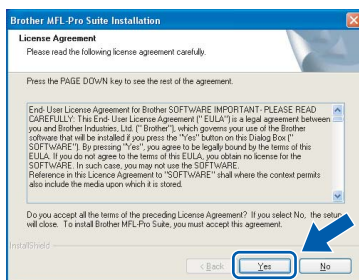 Brother MFL-Pro Suite Installation
License Agreement
Please read the following license agreement carefully.
Press the PAGE DOWN key to see the rest of the agreement.
End- User License Agreement for Brother SOFTWARE IMPORTANT- PLEASE READ
CAREFULLY: This End- User License Agreement (" EULA") is a legal agreement between
you and Brother Industries, Ltd. (" Brother"), which governs your use of the Brother
software that will be installed if you press the "Yes" button on this Dialog Box ("
SOFTWARE"). By pressing "Yes", you agree to be legally bound by the terms of this
EULA. If you do not agree to the terms of this EULA, you obtain no license for the
SOFTWARE. In such case, you may not use the SOFTWARE.
Reference in this Licence Agreement to "SOFTWARE" shall where the context permits
also include the media upon which it is stored.
Do you accept all the terms of the preceding License Agreement? If you select No, the setup
will close. To install Brother MFL-Pro Suite, you must accept this agreement.
InstallShield
< Back Yes No